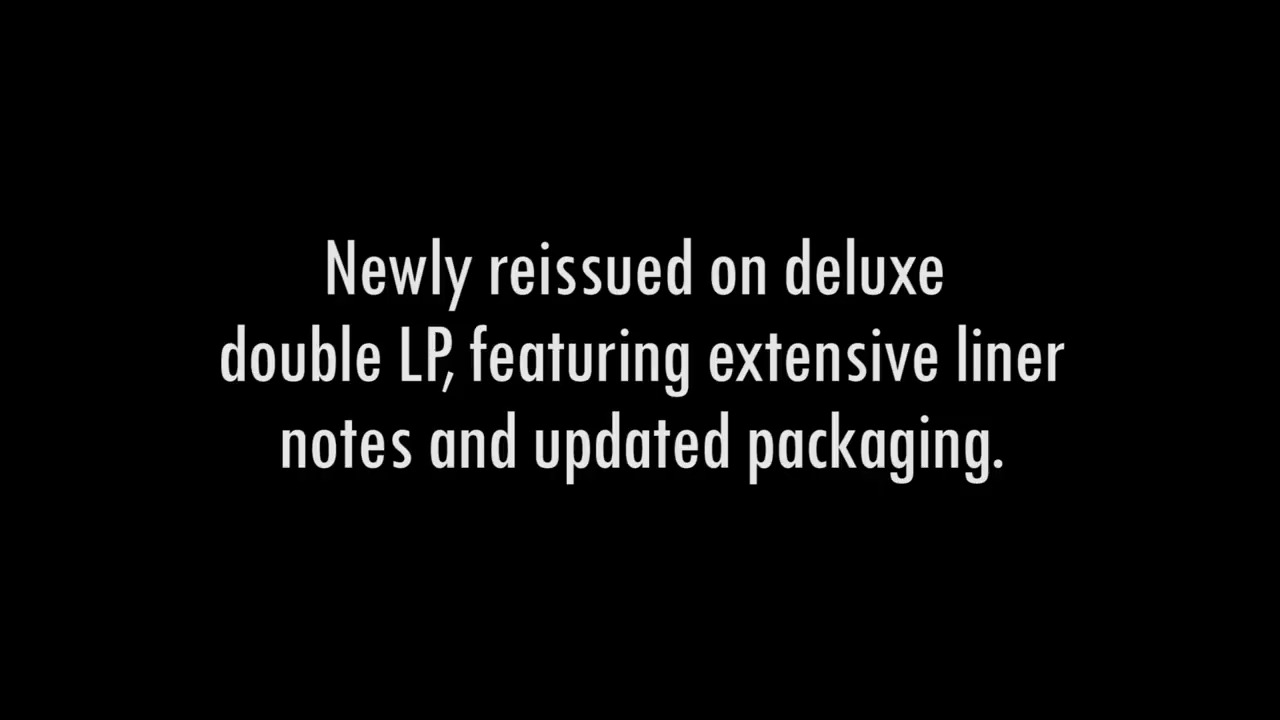 Newly reissued on deluxe
double LP, featuring extensive liner
notes and updated packaging.